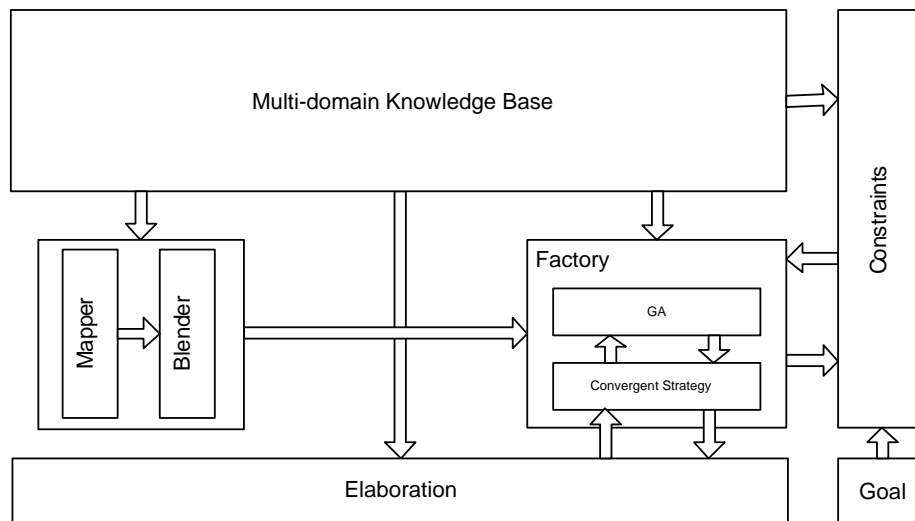 Multi-domain Knowledge Base
Constraints
Factory
GA
Mapper
Blender
Convergent Strategy
Elaboration
Goal